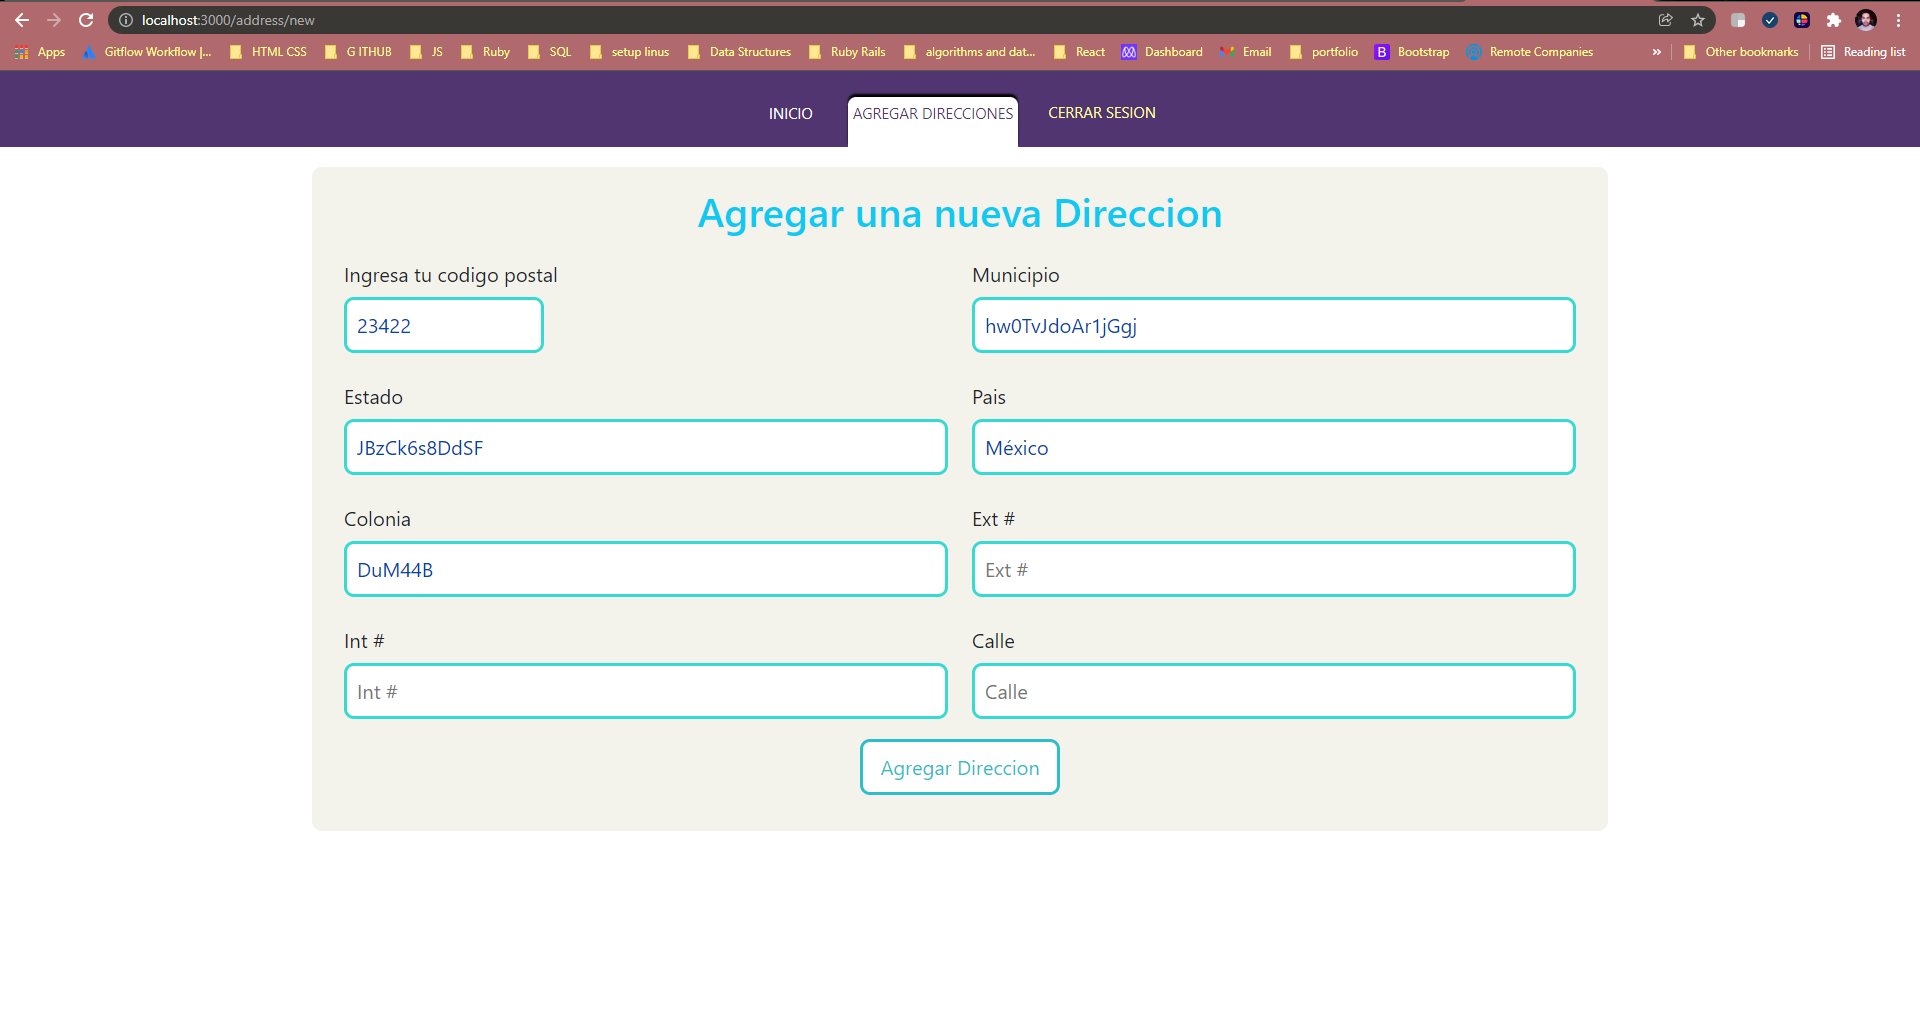 localhost:3000/address/new
Apps Gitflow Workflow |... HTML CSS G ITHUB JS Ruby SQL setup linus Data Structures Ruby Rails algorithms and dat... React Dashboard Email portfolio B Bootstrap Remote Companies » Other bookmarks Reading list
INICIO AGREGAR DIRECCIONES CERRAR SESION
Agregar una nueva Direccion
Ingresa tu codigo postal Municipio
23422 hw0TvJdoAr1jGgj
Estado Pais
JBzCk6s8DdSF México
Colonia Ext #
DuM44B Ext #
Int # Calle
Int # Calle
Agregar Direccion